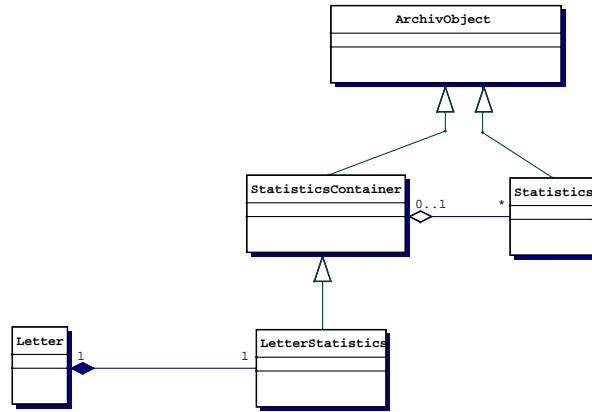 ArchivObject
StatisticsContainer
Statistics
0..1
*
Letter
1
1
LetterStatistics